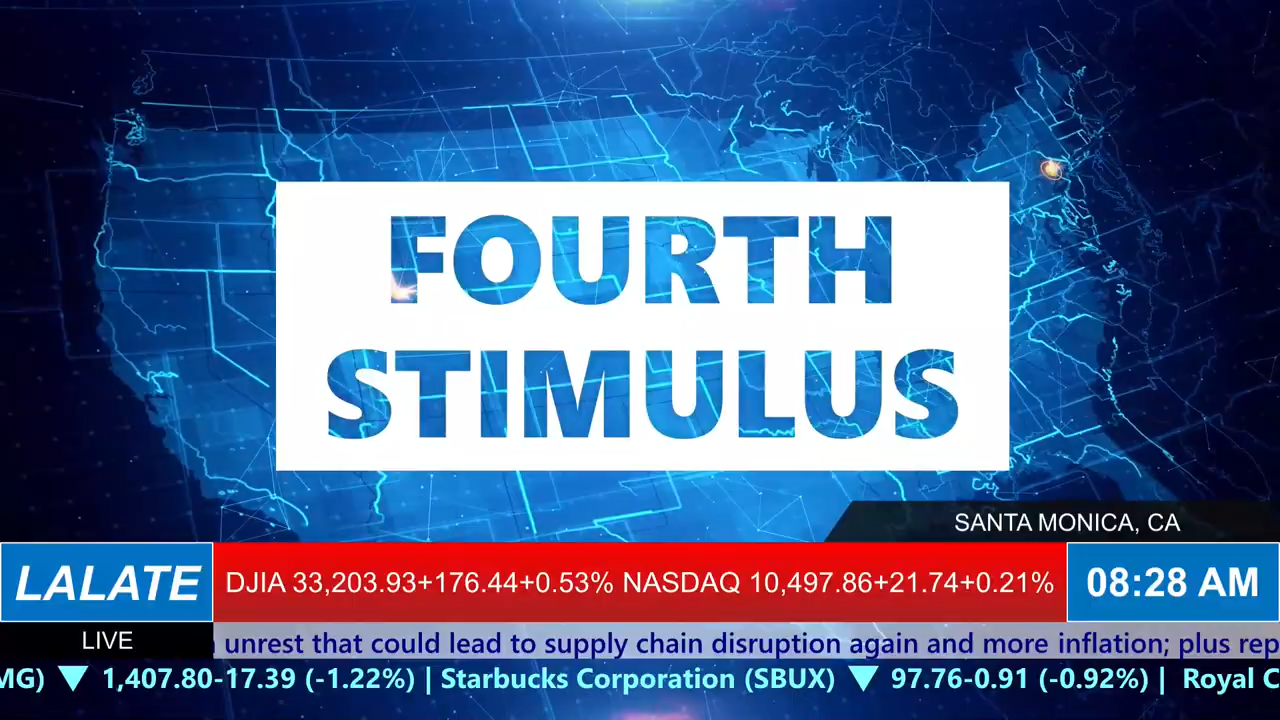 FOURTH
STIMULUS
SANTA MONICA, CA
LALATE
DJIA 33,203.93+176.44+0.53% NASDAQ 10,497.86+21.74+0.21%
08:28 AM
LIVE
unrest that could lead to supply chain disruption again and more inflation; plus rep
MG) ▼ 1,407.80-17.39 (-1.22%) | Starbucks Corporation (SBUX) ▼ 97.76-0.91 (-0.92%) | Royal C